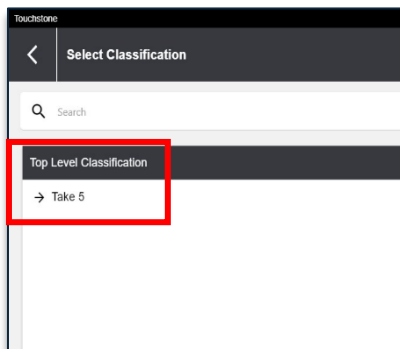 Touchstone
Select Classification
Search
Top Level Classification
Take 5